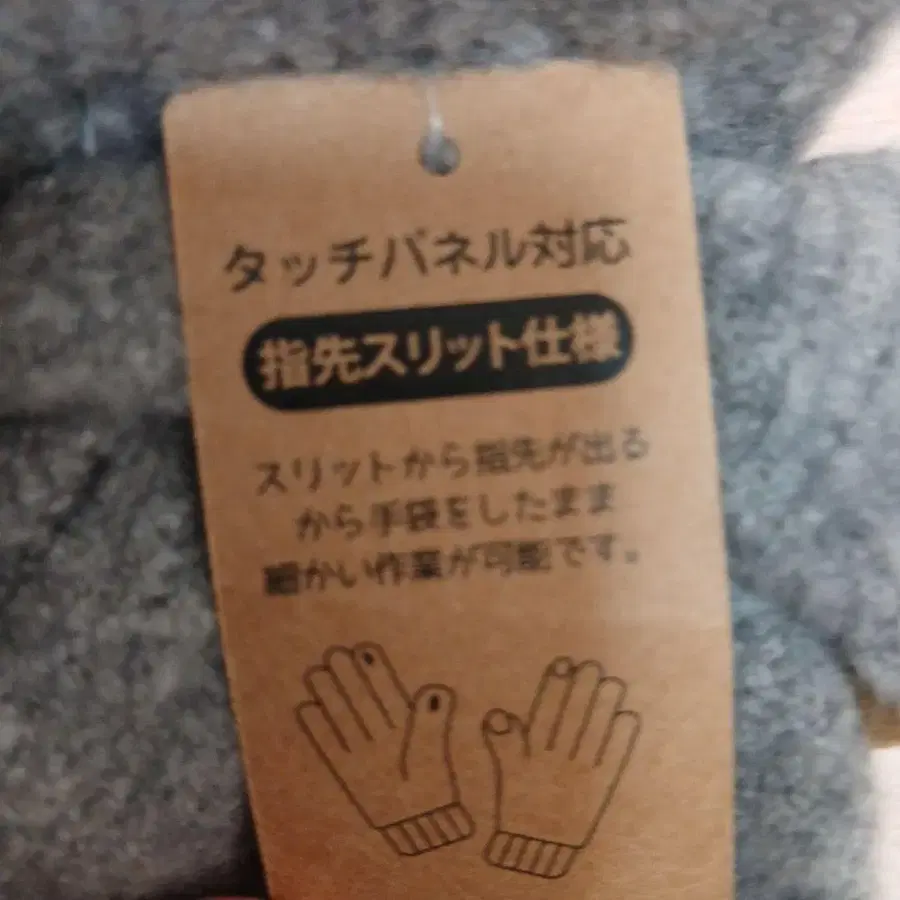 タッチパネル対応
指先スリット仕様
スリットから指先が出る
から手袋をしたまま
細かい作業が可能です。